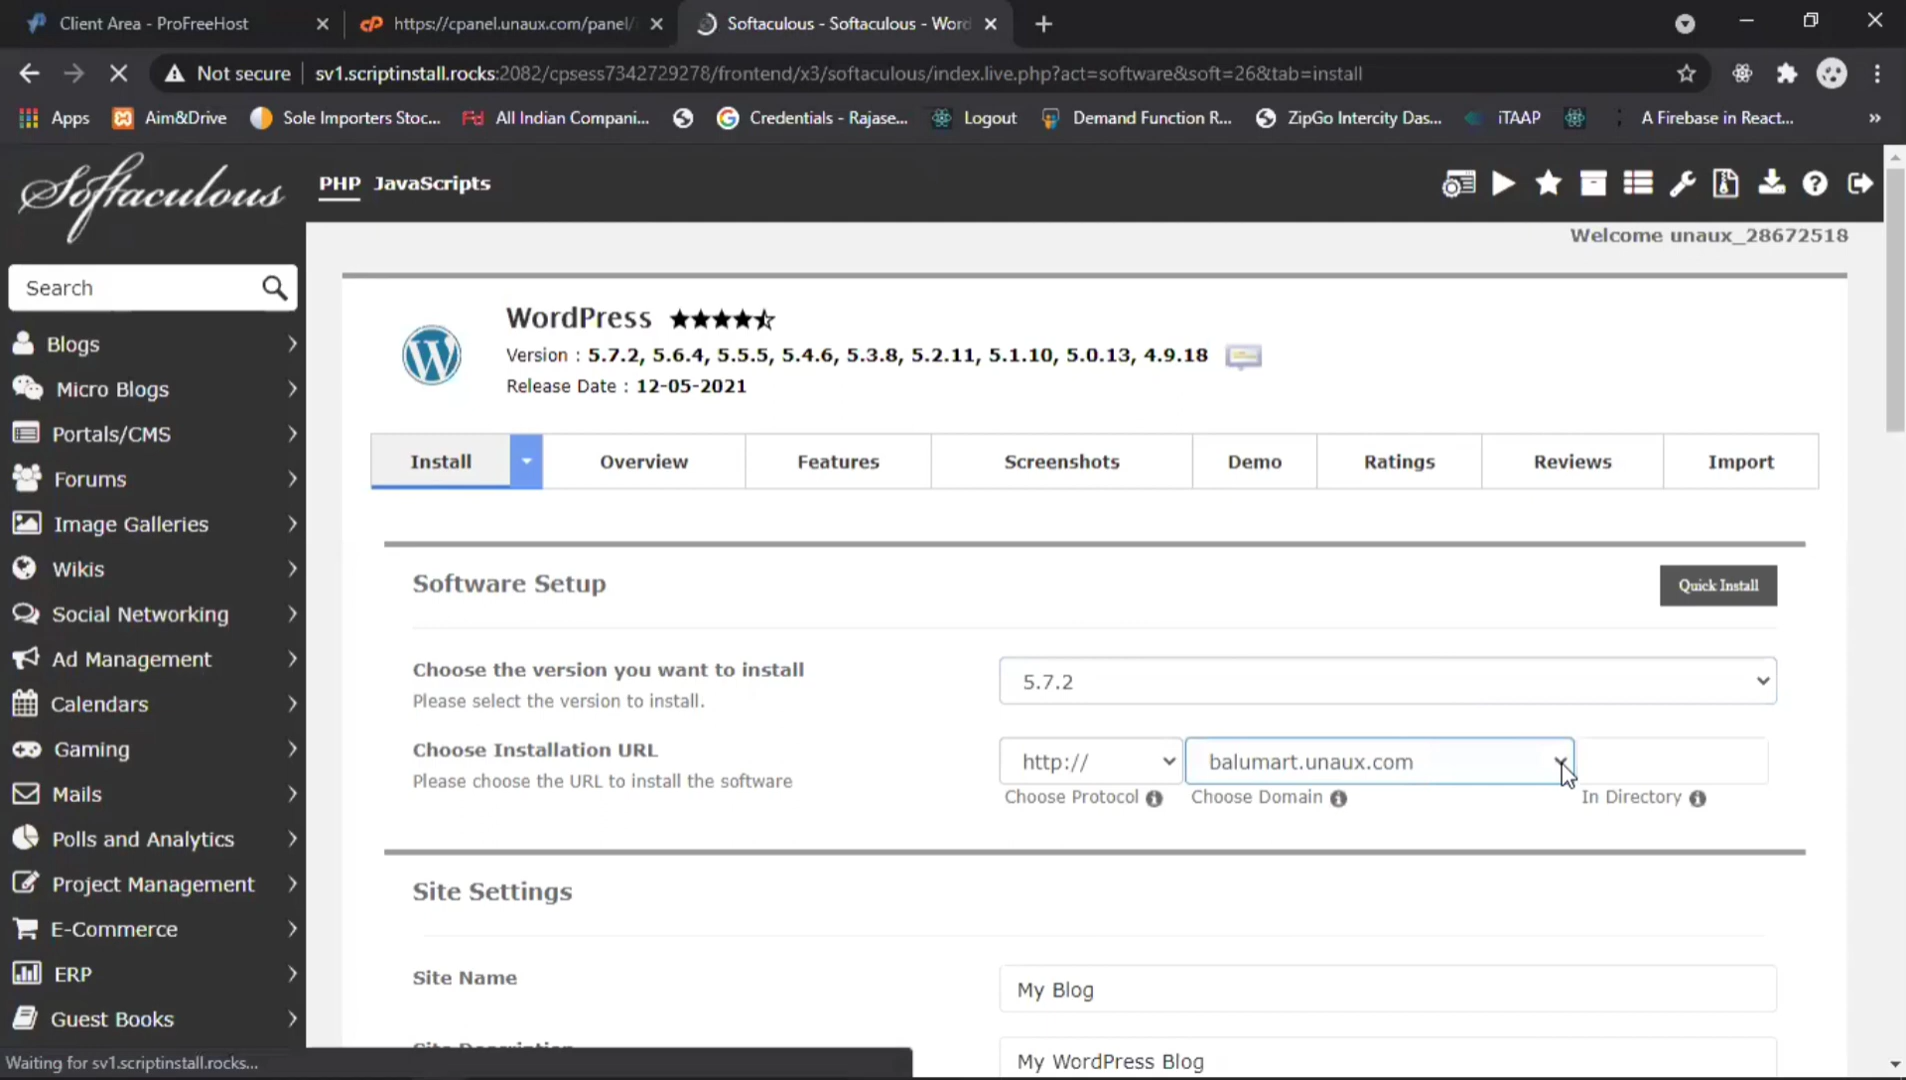 Client Area - ProFreeHost
https://cpanel.unaux.com/panel/
Softaculous - Softaculous - Word
Not secure
sv1.scriptinstall.rocks:2082/cpsess7342729278/frontend/x3/softaculous/index.live.php?act=software&soft=26&tab=install
Apps
Aim&Drive
Sole Importers Stoc...
Fd
All Indian Compani...
Credentials - Rajase...
Logout
Demand Function R...
ZipGo Intercity Das...
iTAAP
A Firebase in React...
Softaculous
PHP JavaScripts
Welcome unaux_28672518
Search
Blogs
Micro Blogs
Portals/CMS
Forums
Image Galleries
Wikis
Social Networking
Ad Management
Calendars
Gaming
Mails
Polls and Analytics
Project Management
E-Commerce
ERP
Guest Books
WordPress
Version : 5.7.2, 5.6.4, 5.5.5, 5.4.6, 5.3.8, 5.2.11, 5.1.10, 5.0.13, 4.9.18
Release Date : 12-05-2021
Install
Overview
Features
Screenshots
Demo
Ratings
Reviews
Import
Software Setup
Quick Install
Choose the version you want to install
Please select the version to install.
5.7.2
Choose Installation URL
Please choose the URL to install the software
http://
balumart.unaux.com
Choose Protocol
Choose Domain
In Directory
Site Settings
Site Name
My Blog
Site Description
My WordPress Blog
Waiting for sv1.scriptinstall.rocks...